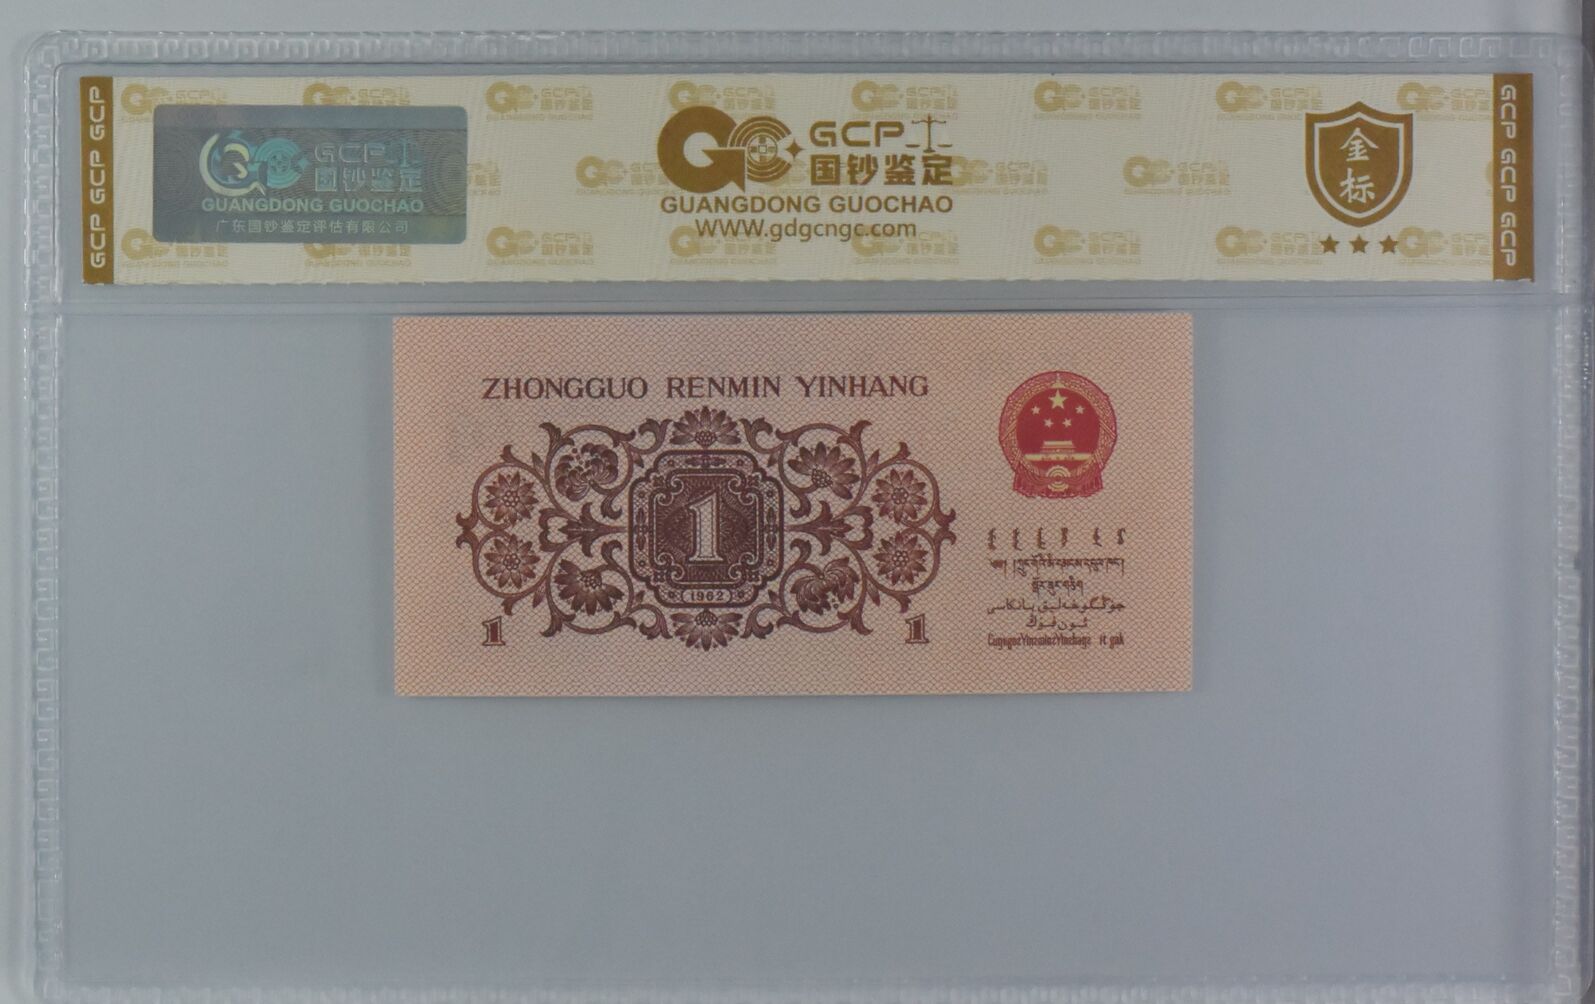 GCP GCP GCP
GCP
国钞鉴定
GUANGDONG GUOCHAO
广东国钞鉴定评估有限公司
GCP
国钞鉴定
GUANGDONG GUOCHAO
WWW.gdgcngc.com
金标
GCP GCP GCP
ZHONGGUO RENMIN YINHANG
1
1962
1
1